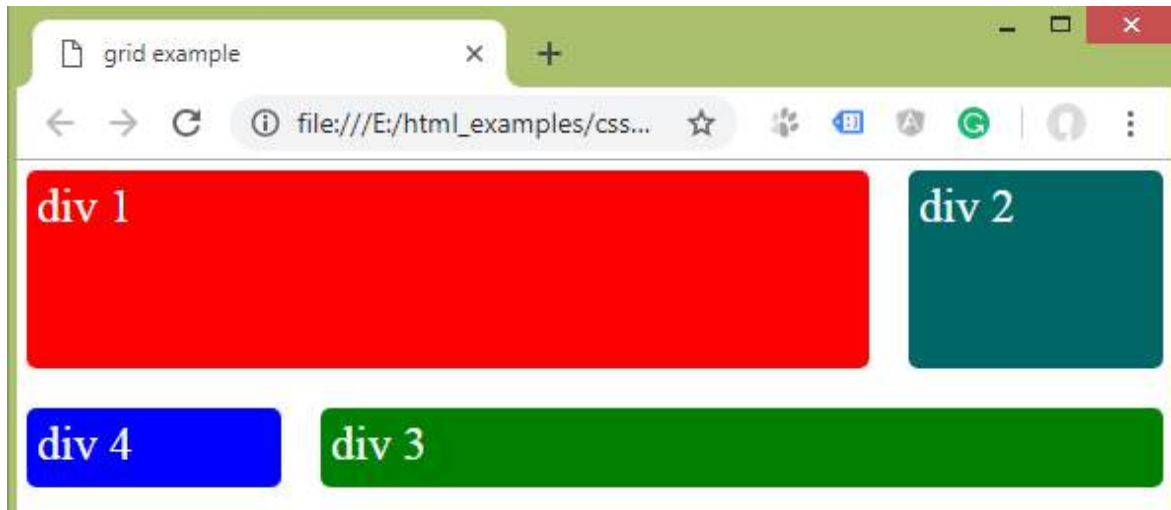 grid example
file:///E:/html_examples/css...
div 1
div 2
div 4
div 3